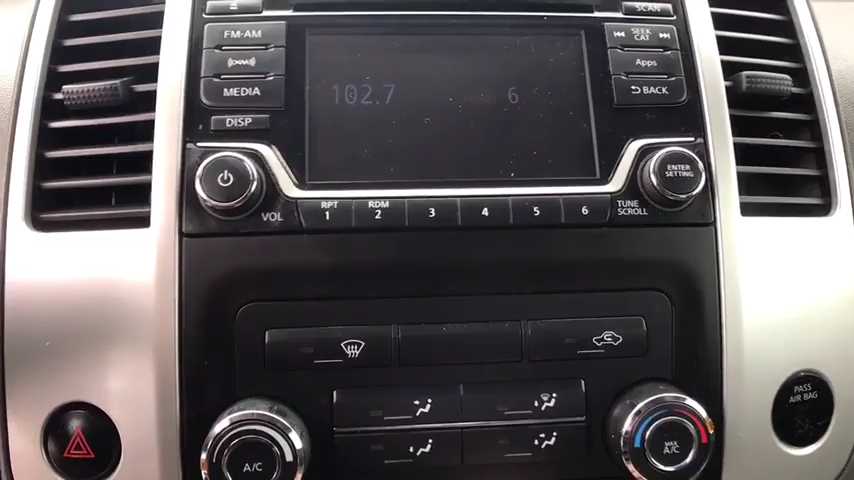 SCAN
FM-AM
SEEK
CAT
(XM)
Apps
MEDIA
BACK
102.7
6
DISP
ENTER
SETTING
VOL
RPT
1
RDM
2
3
4
5
6
TUNE
SCROLL
PASS
AIR BAG
A/C
MAX
A/C